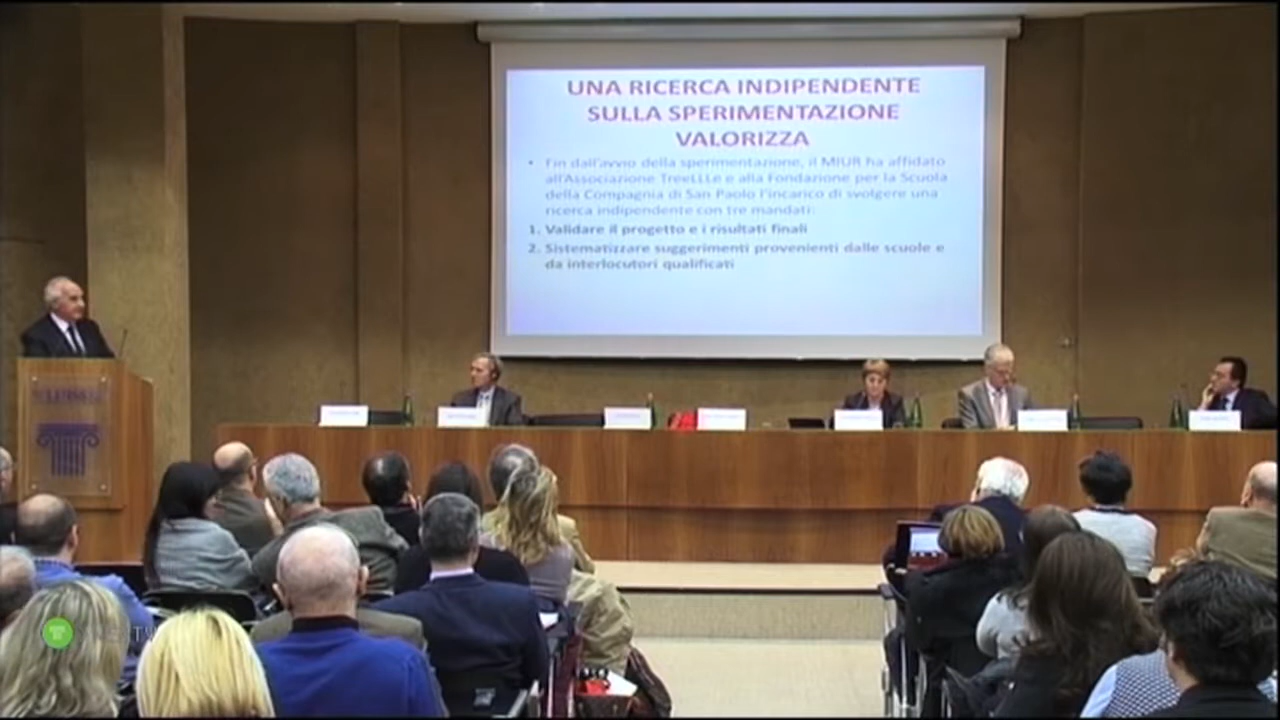 UNA RICERCA INDIPENDENTE
SULLA SPERIMENTAZIONE
VALORIZZA
• Fin dall'avvio della sperimentazione, il MIUR ha affidato
all'Associazione TreeLLLe e alla Fondazione per la Scuola
della Compagnia di San Paolo l'incarico di svolgere una
ricerca indipendente con tre mandati:
1. Validare il progetto e i risultati finali
2. Sistematizzare suggerimenti provenienti dalle scuole e
da interlocutori qualificati